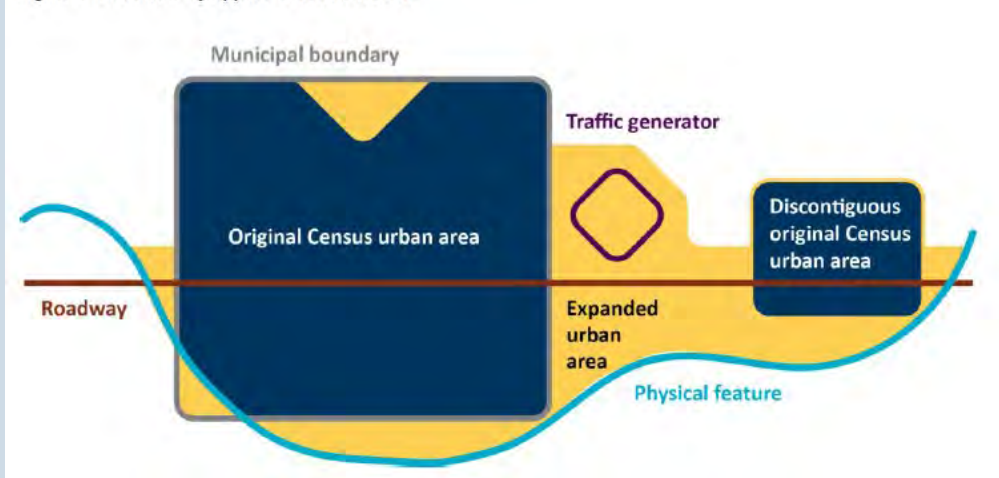 Municipal boundary
Traffic generator
Original Census urban area
Discontiguous
original Census
urban area
Roadway
Expanded
urban
area
Physical feature